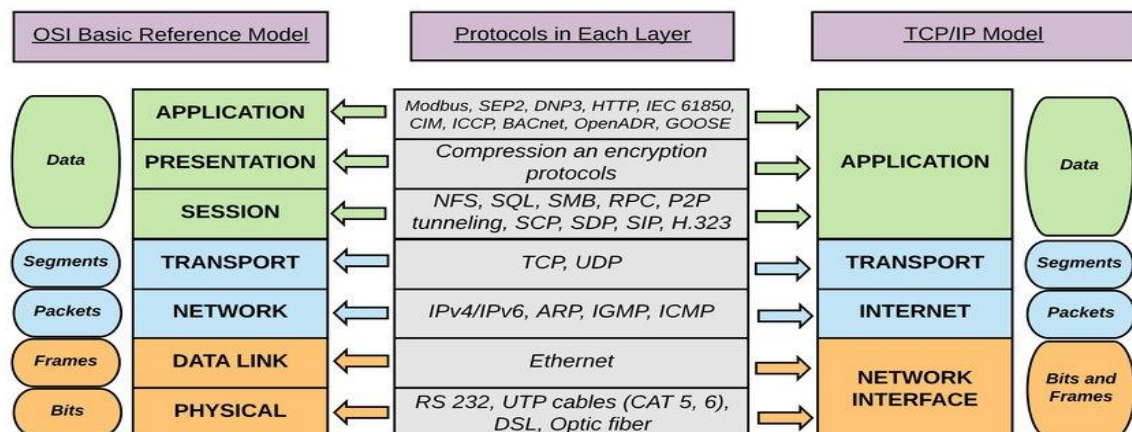 OSI Basic Reference Model
Protocols in Each Layer
TCP/IP Model
Data
APPLICATION
Modbus, SEP2, DNP3, HTTP, IEC 61850,
CIM, ICCP, BACnet, OpenADR, GOOSE
PRESENTATION
Compression an encryption
protocols
SESSION
NFS, SQL, SMB, RPC, P2P
tunneling, SCP, SDP, SIP, H.323
APPLICATION
Data
Segments
TRANSPORT
TCP, UDP
TRANSPORT
Segments
Packets
NETWORK
IPv4/IPv6, ARP, IGMP, ICMP
INTERNET
Packets
Frames
DATA LINK
Ethernet
Bits
PHYSICAL
RS 232, UTP cables (CAT 5, 6),
DSL, Optic fiber
NETWORK
INTERFACE
Bits and
Frames